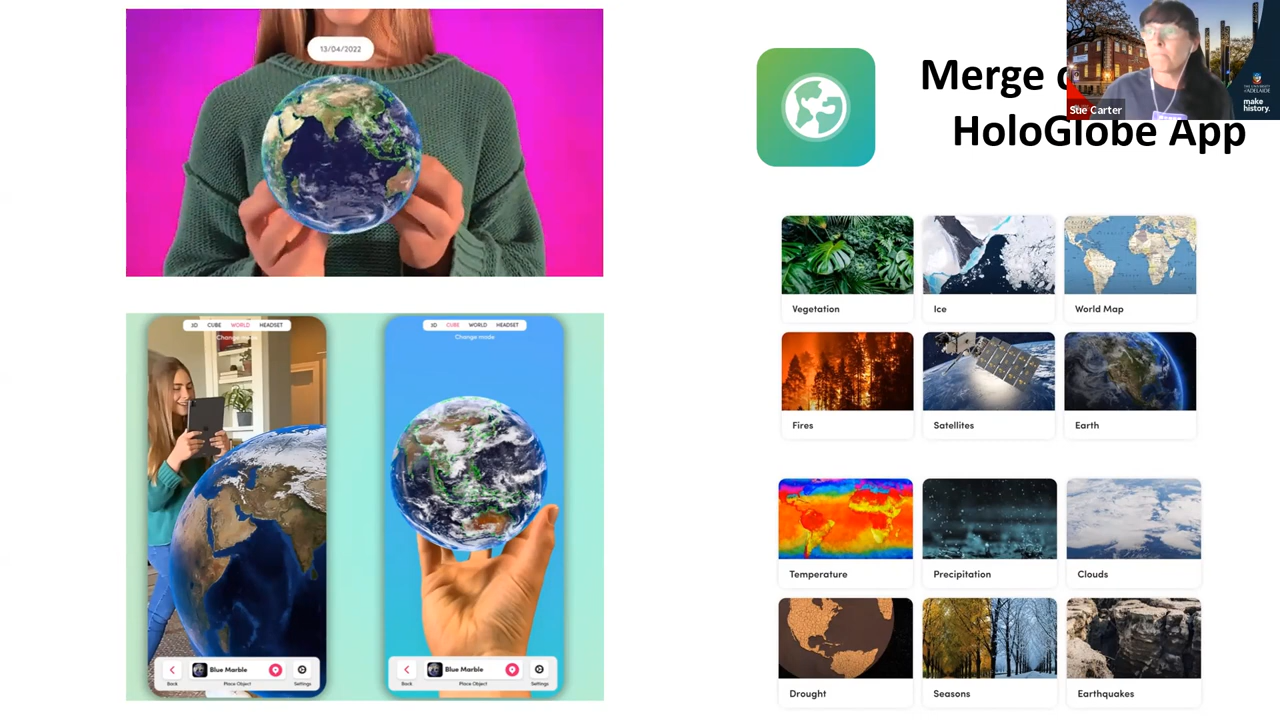 13/04/2022
3D CUBE WORLD HEADSET
Change mode
Blue Marble
Back Place Object Settings
3D CUBE WORLD HEADSET
Change mode
Blue Marble
Back Place Object Settings
Merge
HoloGlobe App
Sue Carter
THE UNIVERSITY
of ADELAIDE
make
history.
Vegetation
Ice
World Map
Fires
Satellites
Earth
Temperature
Precipitation
Clouds
Drought
Seasons
Earthquakes